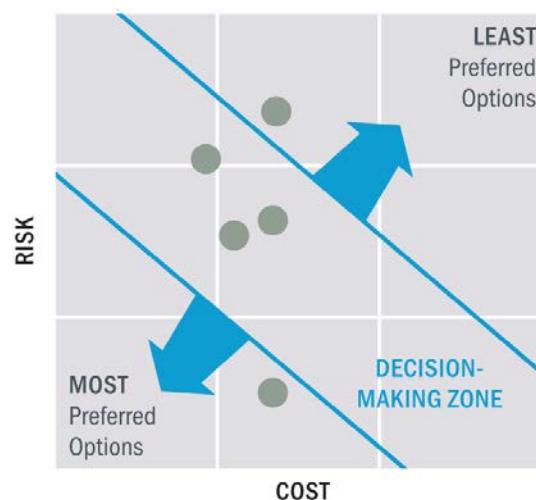 LEAST
Preferred
Options
RISK
DECISION-
MAKING ZONE
MOST
Preferred
Options
COST